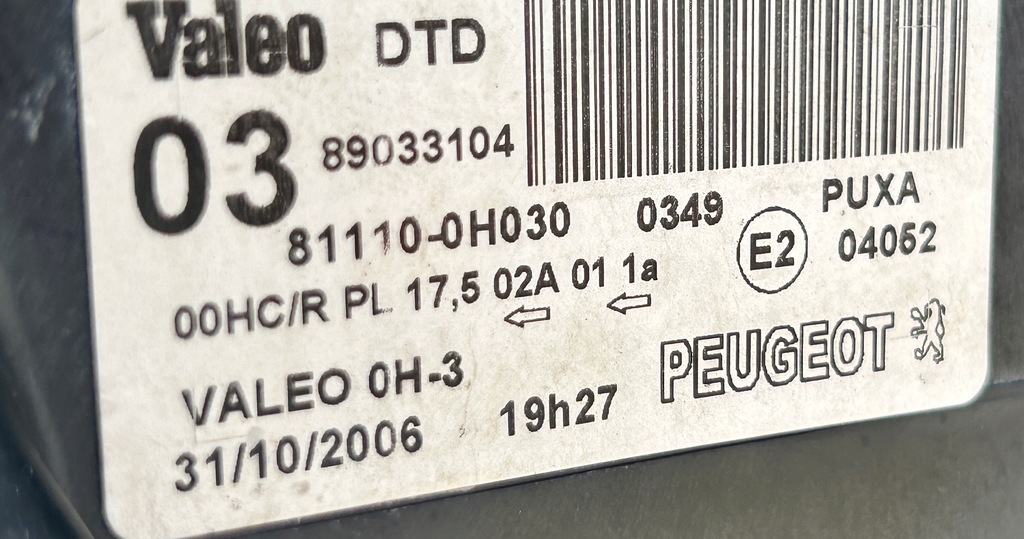 Valeo DTD
03 89033104
81110-0H030 0349 E2 PUXA
04052
00HC/R PL 17,5 02A 01 1a
VALEO 0H-3
31/10/2006 19h27
PEUGEOT